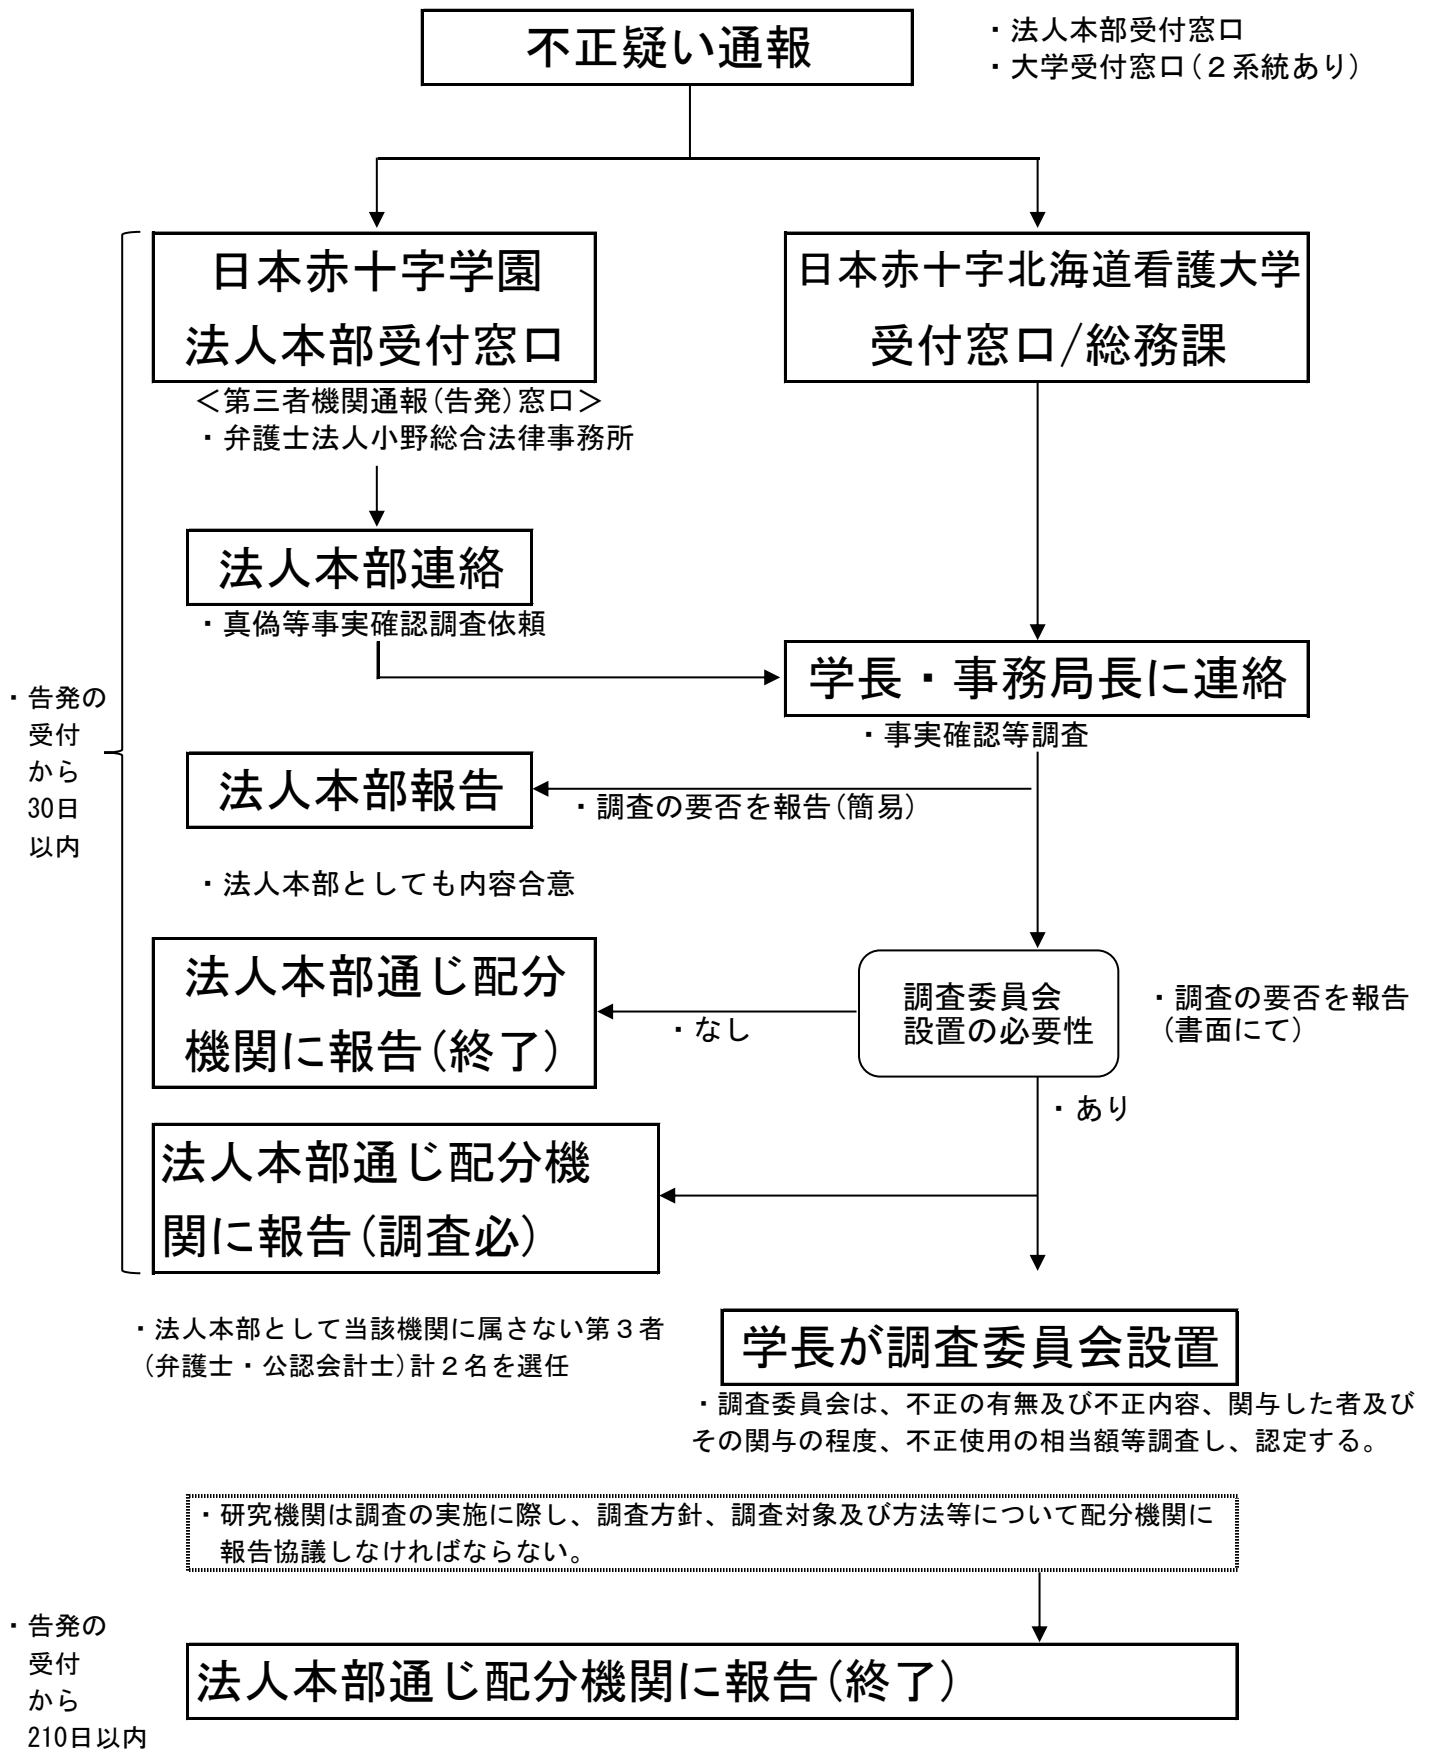 不正疑い通報
・法人本部受付窓口
・大学受付窓口(２系統あり)
日本赤十字学園
法人本部受付窓口
日本赤十字北海道看護大学
受付窓口/総務課
＜第三者機関通報(告発)窓口＞
・弁護士法人小野総合法律事務所
法人本部連絡
・真偽等事実確認調査依頼
学長・事務局長に連絡
・事実確認等調査
・告発の
受付
から
30日
以内
法人本部報告
・調査の要否を報告(簡易)
・法人本部としても内容合意
法人本部通じ配分
機関に報告(終了)
・なし
調査委員会
設置の必要性
・調査の要否を報告
(書面にて)
・あり
法人本部通じ配分機
関に報告(調査必)
・法人本部として当該機関に属さない第３者
(弁護士・公認会計士)計２名を選任
学長が調査委員会設置
・調査委員会は、不正の有無及び不正内容、関与した者及び
その関与の程度、不正使用の相当額等調査し、認定する。
・研究機関は調査の実施に際し、調査方針、調査対象及び方法等について配分機関に
報告協議しなければならない。
・告発の
受付
から
210日以内
法人本部通じ配分機関に報告(終了)